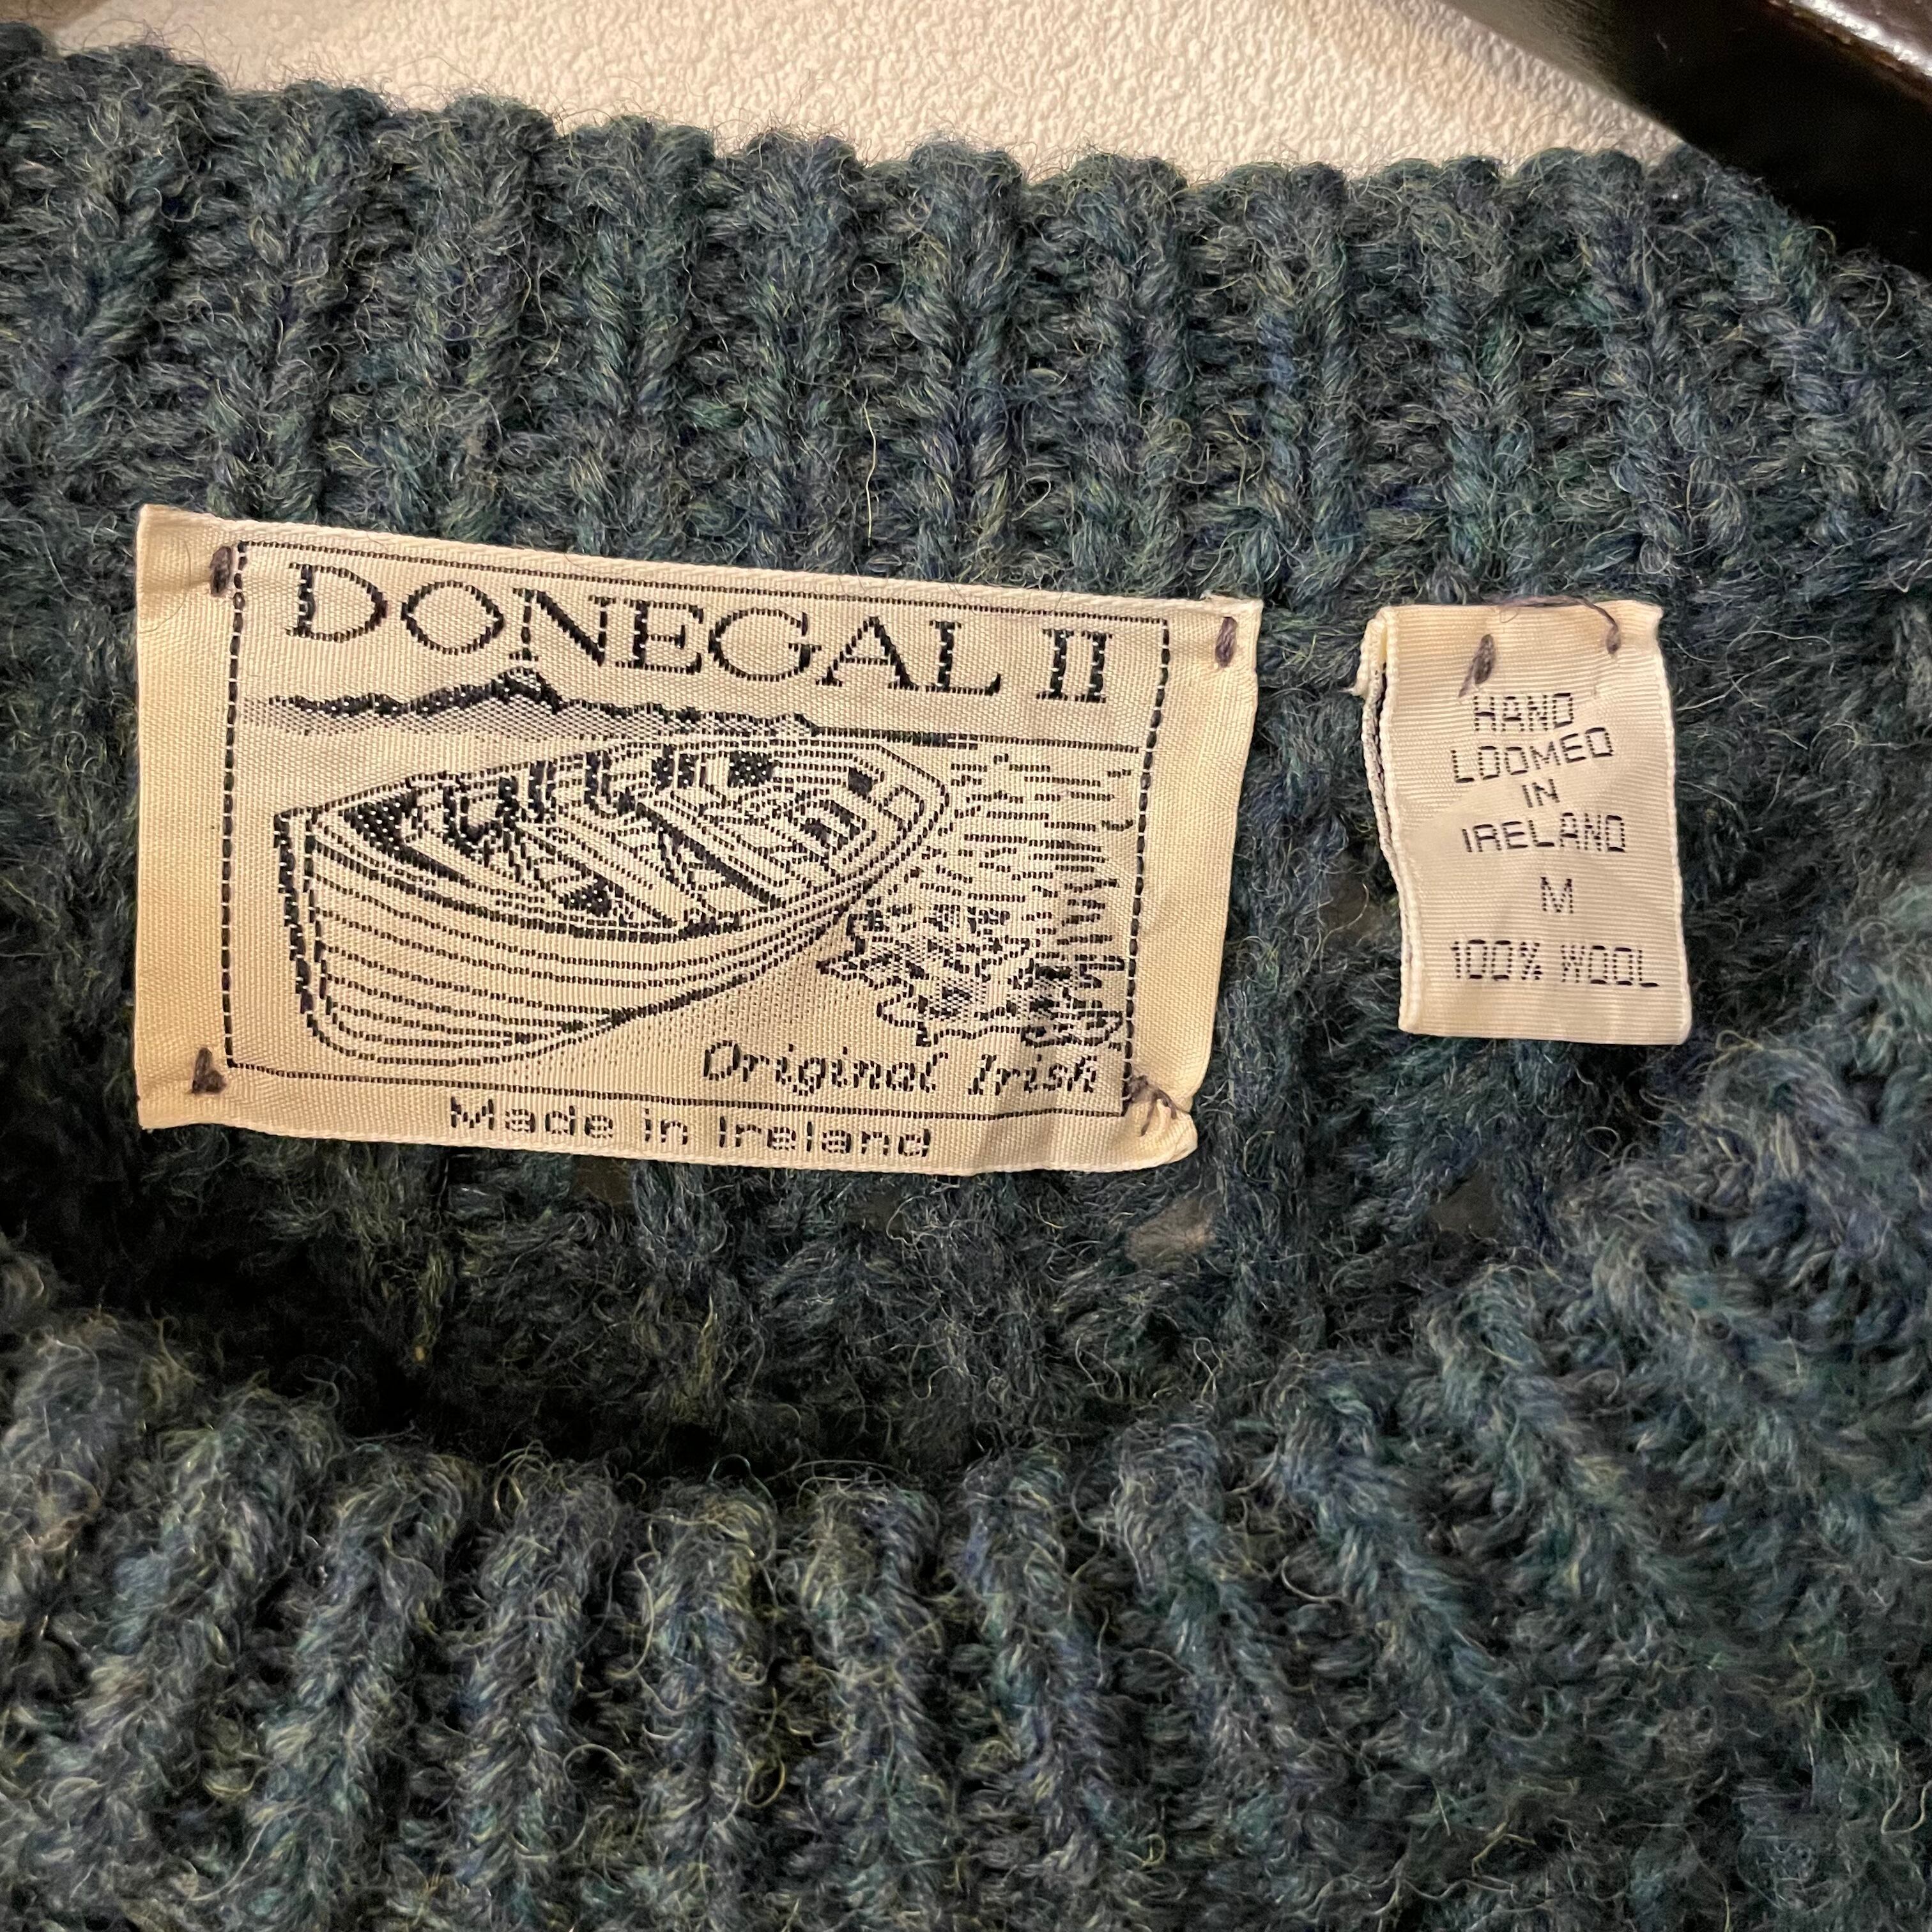 DONEGAL II
Original Irish
Made in Ireland
HAND
LOOMED
IN
IRELAND
M
100% WOOL